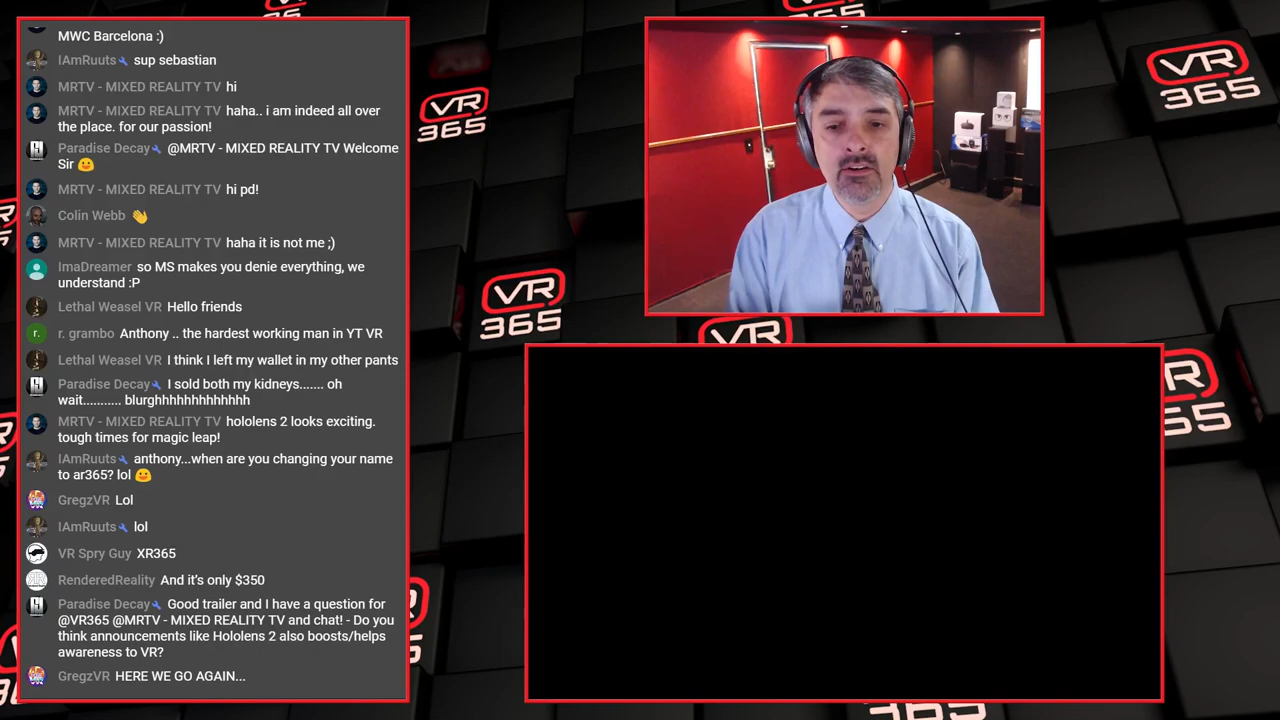 MWC Barcelona :)
IAmRuuts sup sebastian
MRTV - MIXED REALITY TV hi
MRTV - MIXED REALITY TV haha.. i am indeed all over
the place. for our passion!
Paradise Decay @MRTV - MIXED REALITY TV Welcome
Sir
MRTV - MIXED REALITY TV hi pd!
Colin Webb
MRTV - MIXED REALITY TV haha it is not me ;)
ImaDreamer so MS makes you denie everything, we
understand :P
Lethal Weasel VR Hello friends
r. r. grambo Anthony .. the hardest working man in YT VR
Lethal Weasel VR I think I left my wallet in my other pants
Paradise Decay I sold both my kidneys....... oh
wait........... blurghhhhhhhhhhhhh
MRTV - MIXED REALITY TV hololens 2 looks exciting.
tough times for magic leap!
IAmRuuts anthony...when are you changing your name
to ar365? lol
GregzVR Lol
IAmRuuts lol
VR Spry Guy XR365
RenderedReality And it's only $350
Paradise Decay Good trailer and I have a question for
@VR365 @MRTV - MIXED REALITY TV and chat! - Do you
think announcements like Hololens 2 also boosts/helps
awareness to VR?
GregzVR HERE WE GO AGAIN...
VR
365
VR
365
VR
365
VR
R
65
365